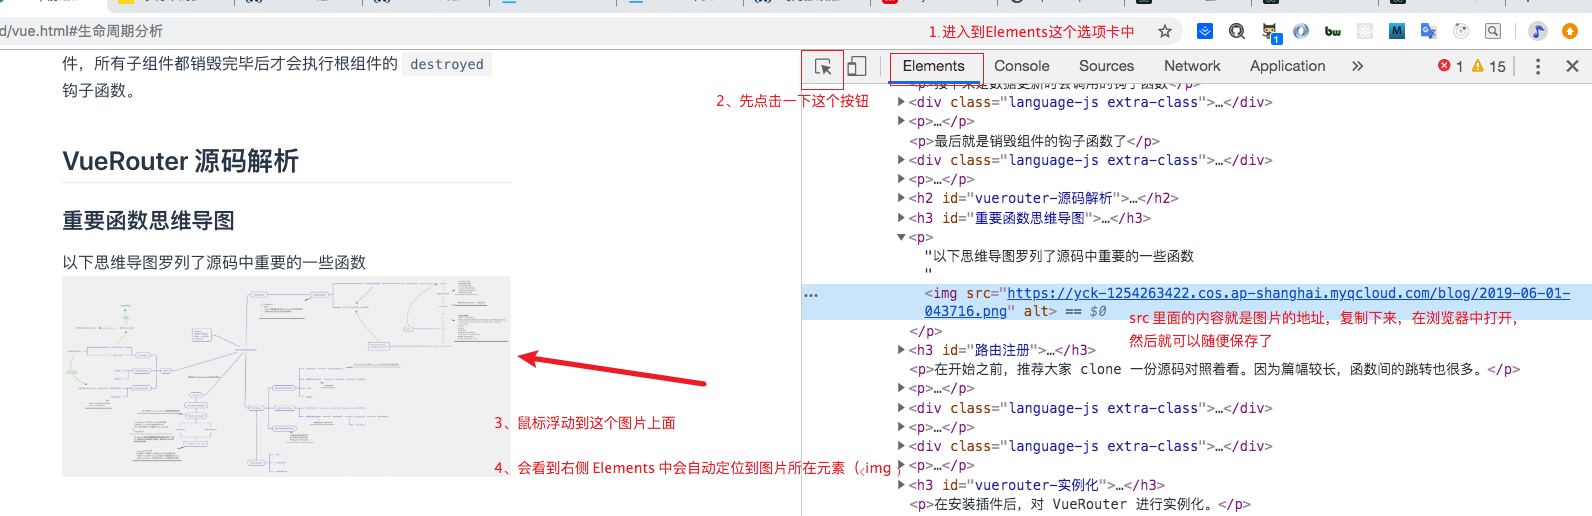 d/vue.html#生命周期分析
1.进入到Elements这个选项卡中
件，所有子组件都销毁完毕后才会执行根组件的 destroyed
钩子函数。
VueRouter 源码解析
重要函数思维导图
以下思维导图罗列了源码中重要的一些函数
2、先点击一下这个按钮
3、鼠标浮动到这个图片上面
4、会看到右侧 Elements 中会自动定位到图片所在元素（<img ）
Elements Console Sources Network Application » 1 15
<p>接下来是数据更新时会调用的钩子函数</p>
<div class="language-js extra-class">…</div>
<p>…</p>
<p>最后就是销毁组件的钩子函数了</p>
<div class="language-js extra-class">…</div>
<p>…</p>
<h2 id="vuerouter-源码解析">…</h2>
<h3 id="重要函数思维导图">…</h3>
<p>
"以下思维导图罗列了源码中重要的一些函数
"
<img src="https://yck-1254263422.cos.ap-shanghai.myqcloud.com/blog/2019-06-01-
043716.png" alt> == $0
src 里面的内容就是图片的地址，复制下来，在浏览器中打开，
然后就可以随便保存了
</p>
<h3 id="路由注册">…</h3>
<p>在开始之前，推荐大家 clone 一份源码对照着看。因为篇幅较长，函数间的跳转也很多。</p>
<p>…</p>
<div class="language-js extra-class">…</div>
<p>…</p>
<div class="language-js extra-class">…</div>
<p>…</p>
<h3 id="vuerouter-实例化">…</h3>
<p>在安装插件后，对 VueRouter 进行实例化。</p>